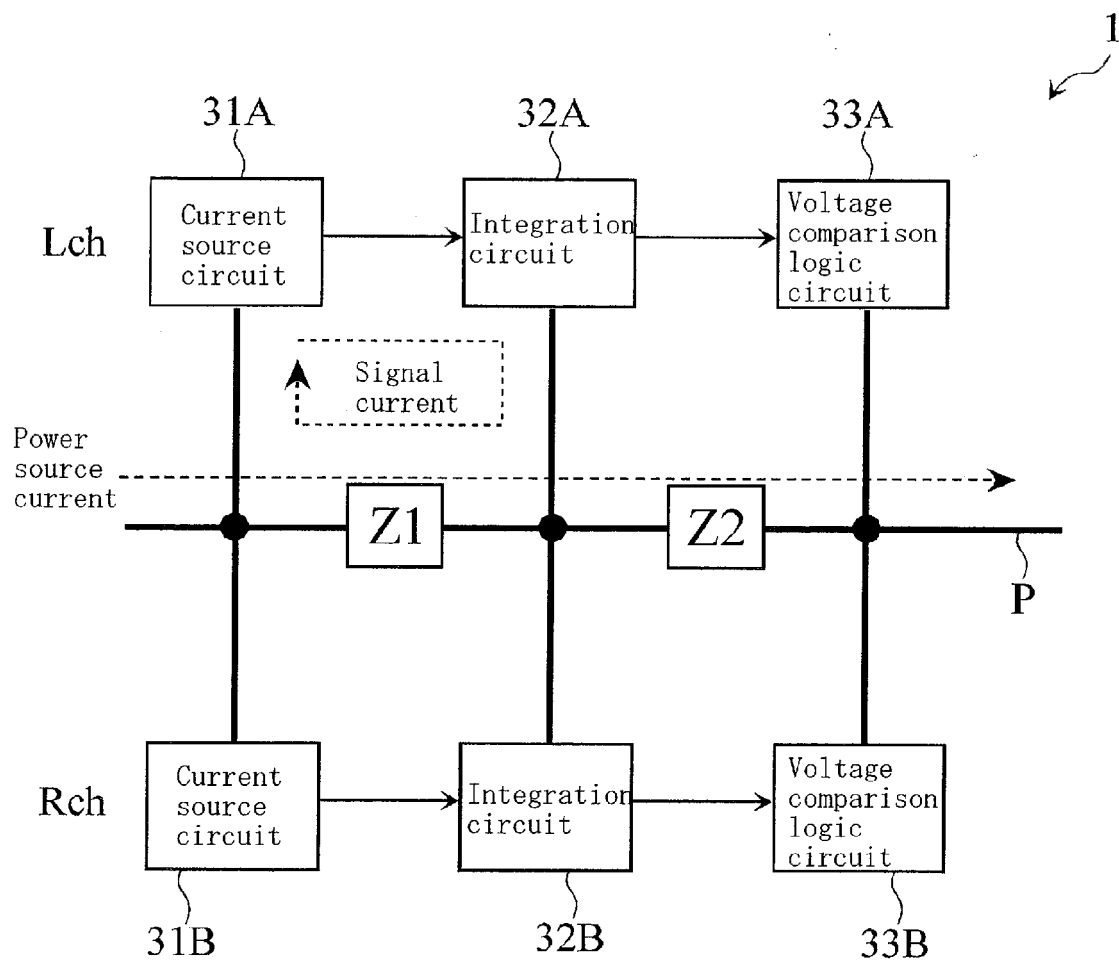 1
31A
32A
33A
Lch
Current
source
circuit
Integration
circuit
Voltage
comparison
logic
circuit
Signal
current
Power
source
current
Z1
Z2
P
Rch
Current
source
circuit
Integration
circuit
Voltage
comparison
logic
circuit
31B
32B
33B